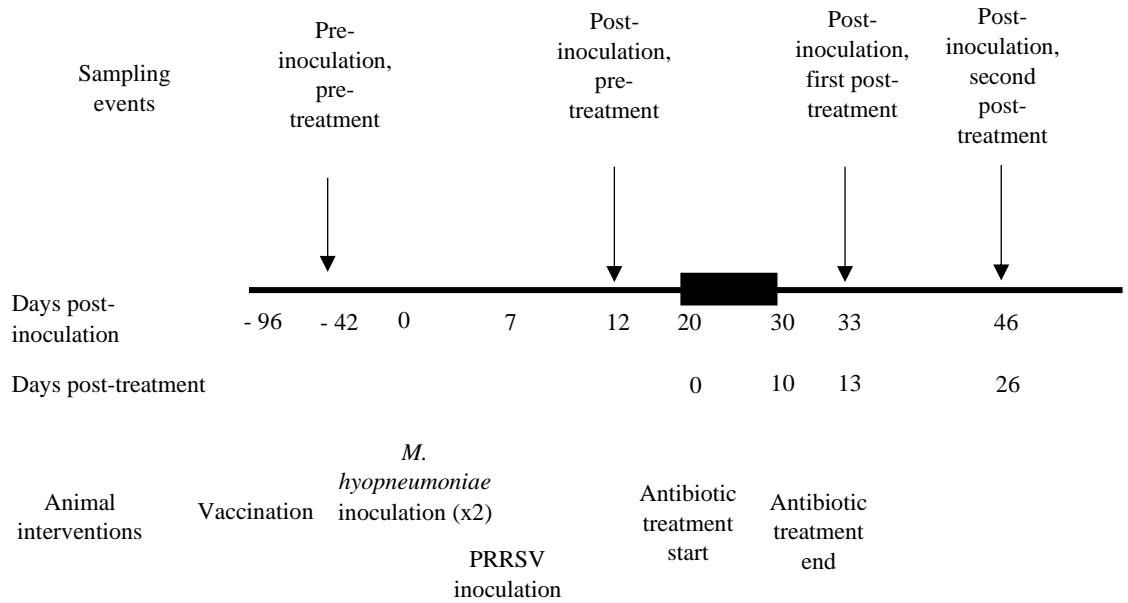 Sampling
events
Pre-
inoculation,
pre-
treatment
Post-
inoculation,
pre-
treatment
Post-
inoculation,
first post-
treatment
Post-
inoculation,
second
post-
treatment
Days post-
inoculation
- 96 - 42 0 7 12 20 30 33 46
Days post-treatment
0 10 13 26
Animal
interventions
Vaccination
M.
hyopneumoniae
inoculation (x2)
PRRSV
inoculation
Antibiotic
treatment
start
Antibiotic
treatment
end